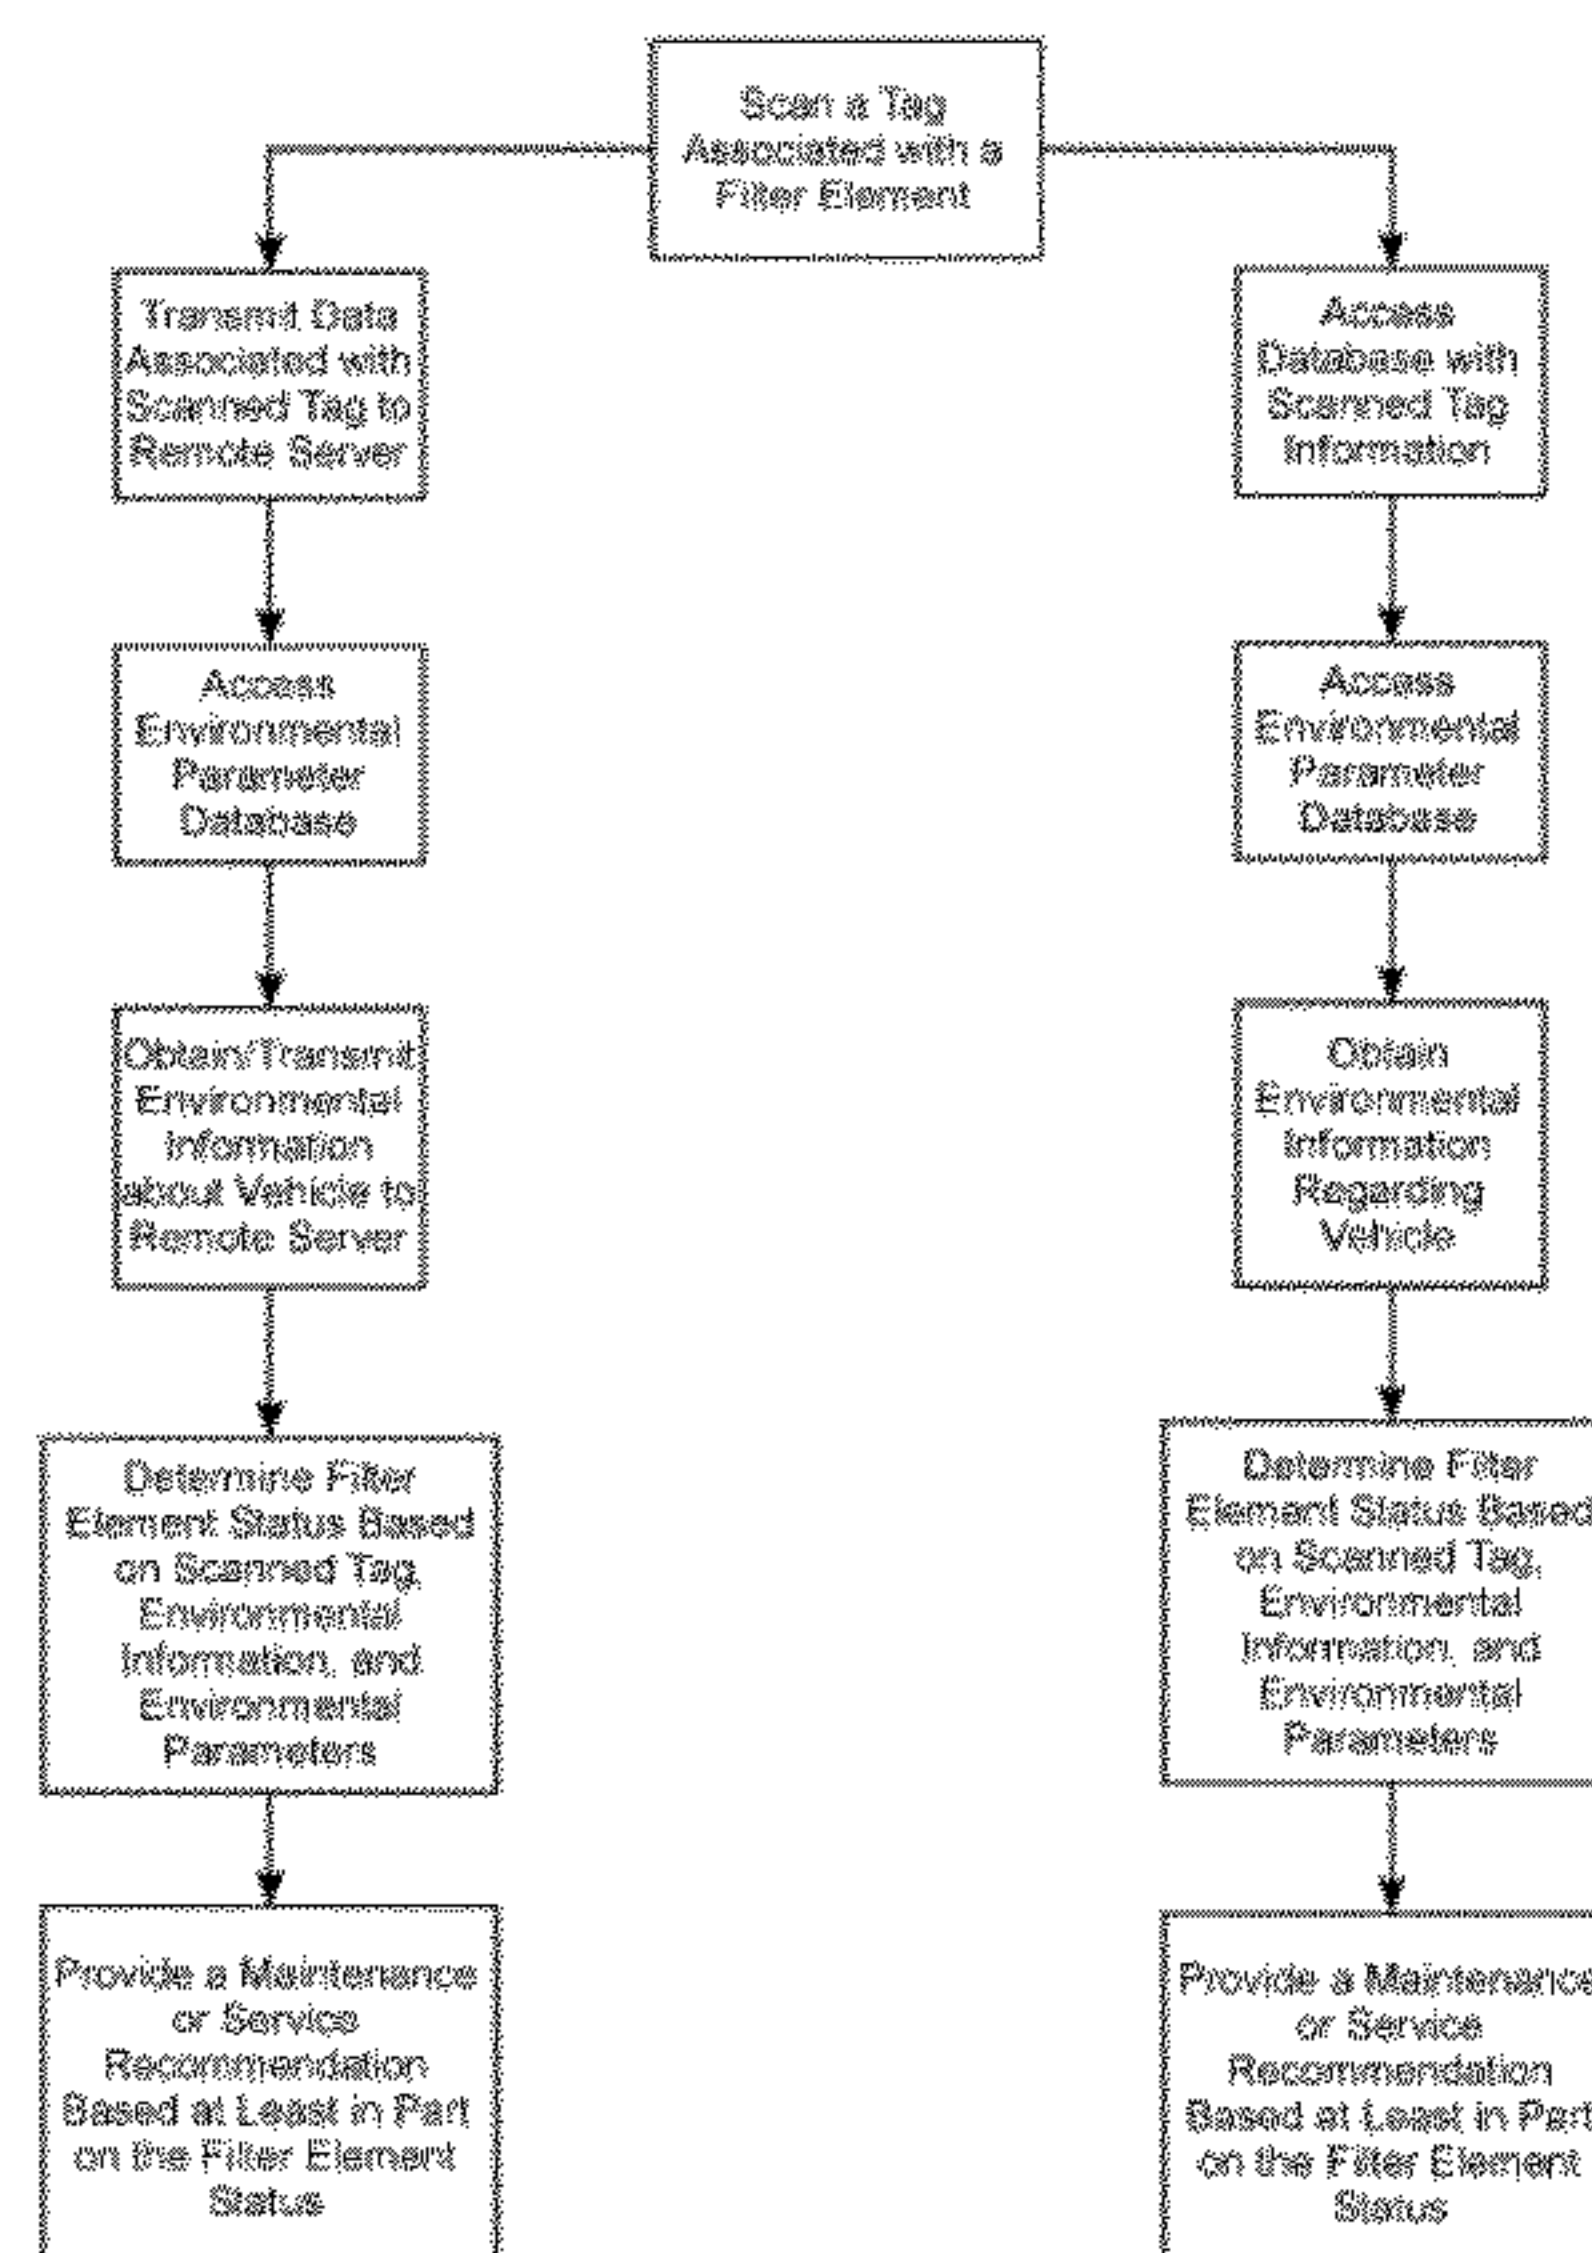 Scan a Tag
Associated with a
Filter Element
Transmit Data
Associated with
Scanned Tag to
Remote Server
Access
Environmental
Parameter
Database
Obtain/Transmit
Environmental
Information
about Vehicle to
Remote Server
Determine Filter
Element Status Based
on Scanned Tag,
Environmental
Information, and
Environmental
Parameters
Provide a Maintenance
or Service
Recommendation
Based at Least in Part
on the Filter Element
Status
Access
Database with
Scanned Tag
Information
Access
Environmental
Parameter
Database
Obtain
Environmental
Information
Regarding
Vehicle
Determine Filter
Element Status Based
on Scanned Tag,
Environmental
Information, and
Environmental
Parameters
Provide a Maintenance
or Service
Recommendation
Based at Least in Part
on the Filter Element
Status